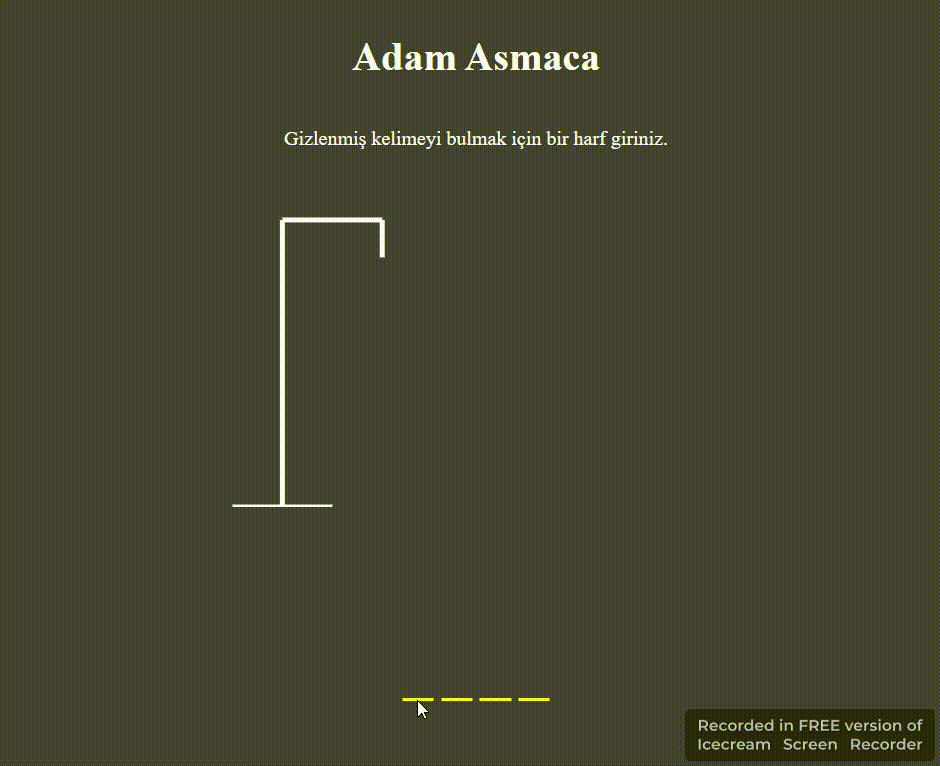 Adam Asmaca
Gizlenmiş kelimeyi bulmak için bir harf giriniz.
Recorded in FREE version of
Icecream Screen Recorder